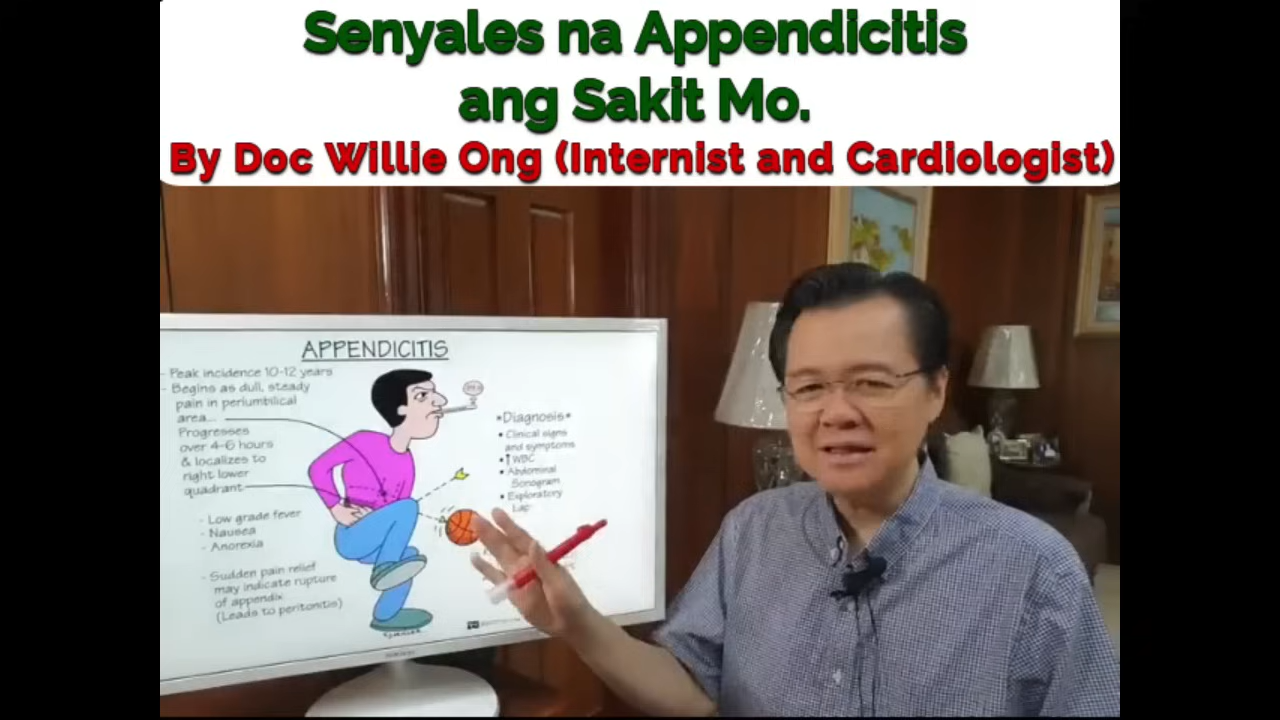 Senyales na Appendicitis
ang Sakit Mo.
By Doc Willie Ong (Internist and Cardiologist)
APPENDICITIS
- Peak incidence 10-12 years
- Begins as dull, steady
pain in periumbilical
area...
Progresses
over 4-6 hours
& localizes to
right lower
quadrant
- Low grade fever
- Nausea
- Anorexia
- Sudden pain relief
may indicate rupture
of appendix
(Leads to peritonitis)
*Diagnosis*
• Clinical signs
and symptoms
• ↑ WBC
• Abdominal
Sonogram
• Exploratory
Lap